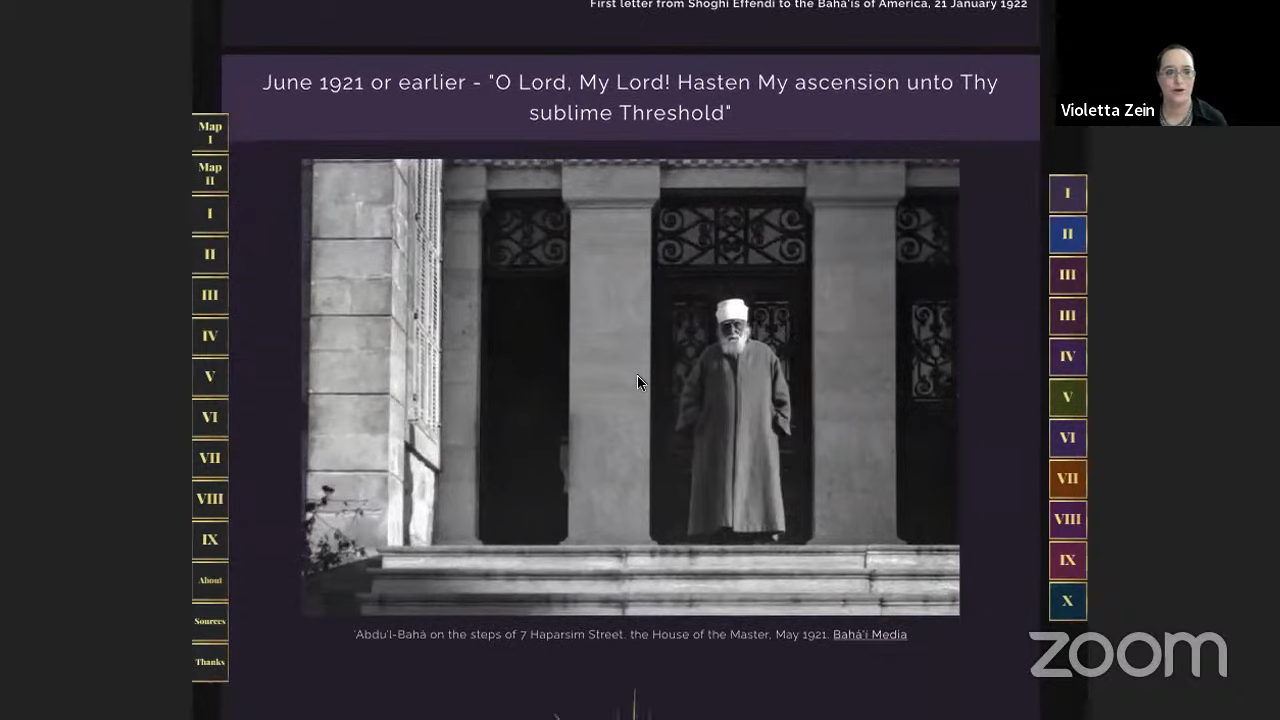 First letter from Shoghi Effendi to the Bahá'ís of America, 21 January 1922
June 1921 or earlier - "O Lord, My Lord! Hasten My ascension unto Thy
sublime Threshold"
Violetta Zein
Map
I
Map
II
I
II
III
IV
V
VI
VII
VIII
IX
About
Sources
Thanks
I
II
III
III
IV
V
VI
VII
VIII
IX
X
'Abdu'l-Bahá on the steps of 7 Haparsim Street. the House of the Master, May 1921. Bahá'í Media
zoom